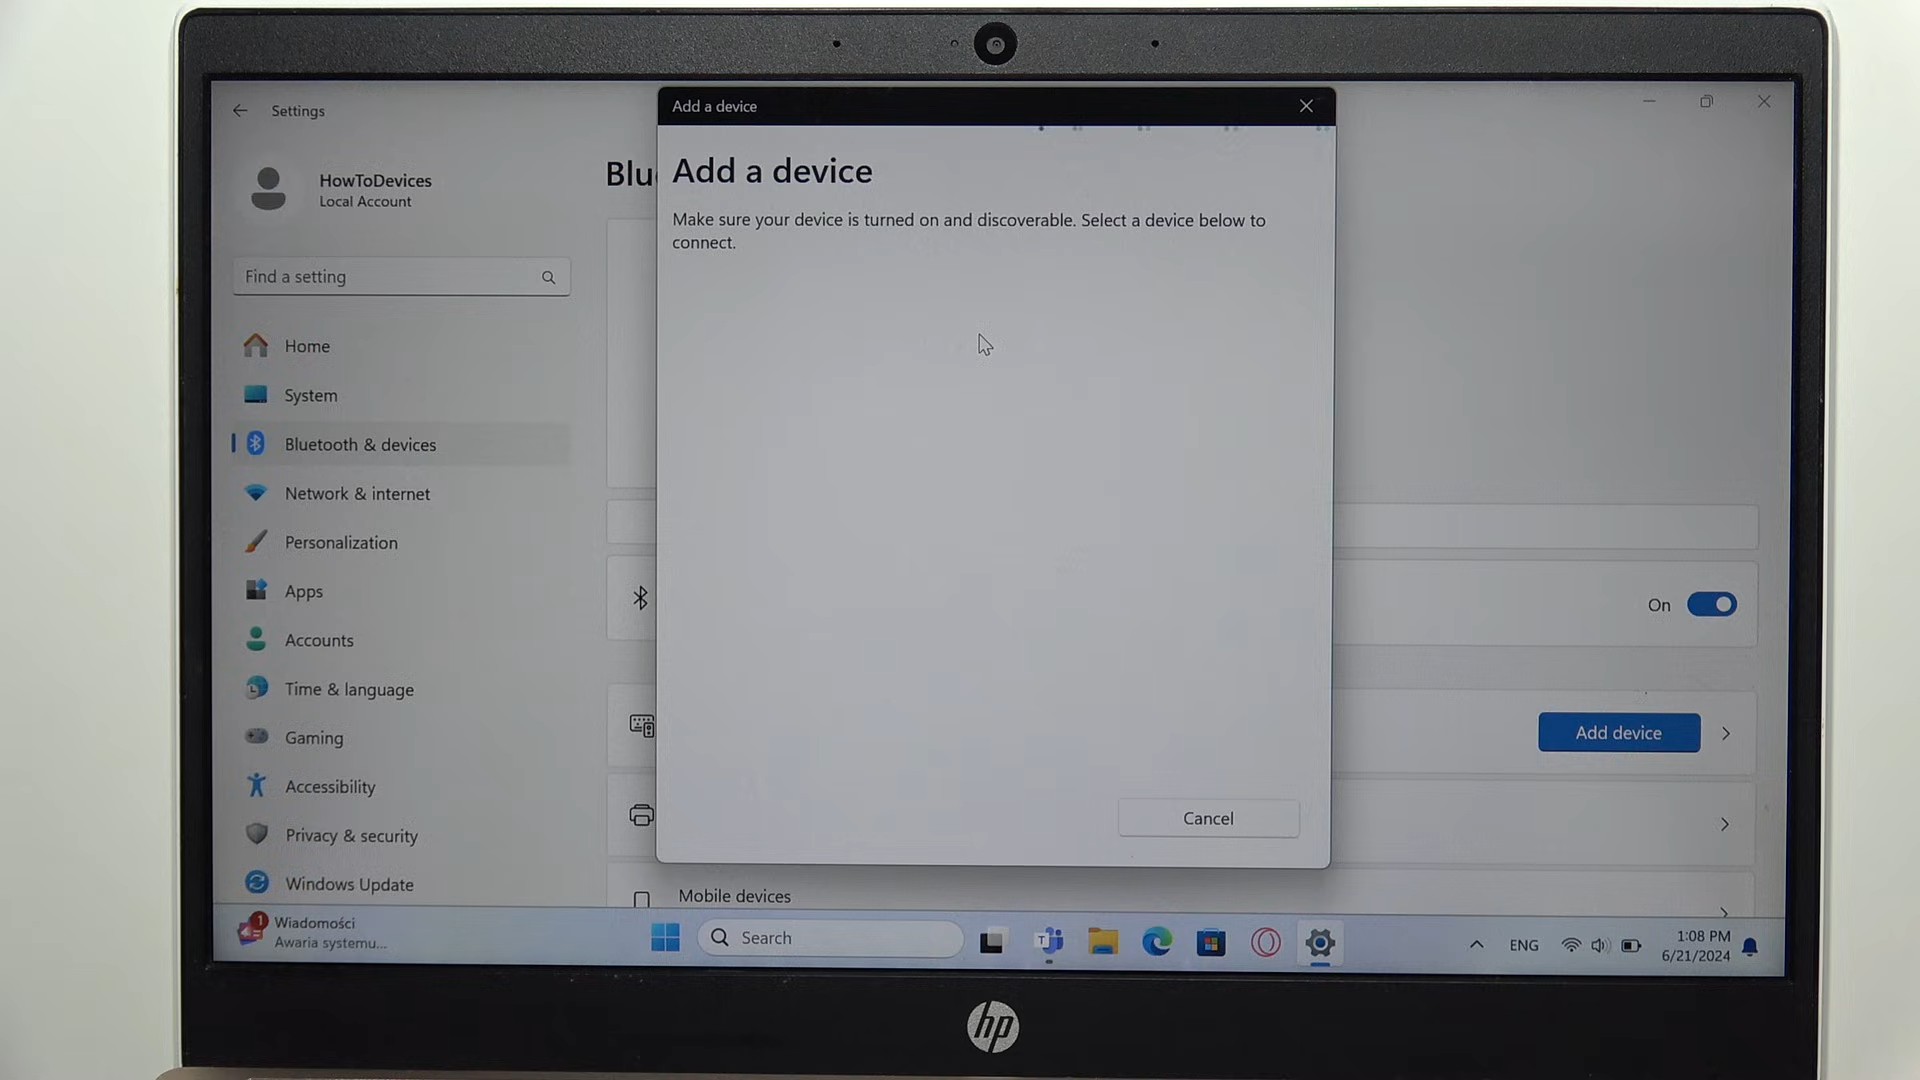 Settings
HowToDevices
Local Account
Find a setting
Home
System
Bluetooth & devices
Network & internet
Personalization
Apps
Accounts
Time & language
Gaming
Accessibility
Privacy & security
Windows Update
Blu
Add a device
Add a device
Make sure your device is turned on and discoverable. Select a device below to
connect.
Cancel
On
Add device
Mobile devices
1
Wiadomości
Awaria systemu...
Search
ENG
1:08 PM
6/21/2024
hp